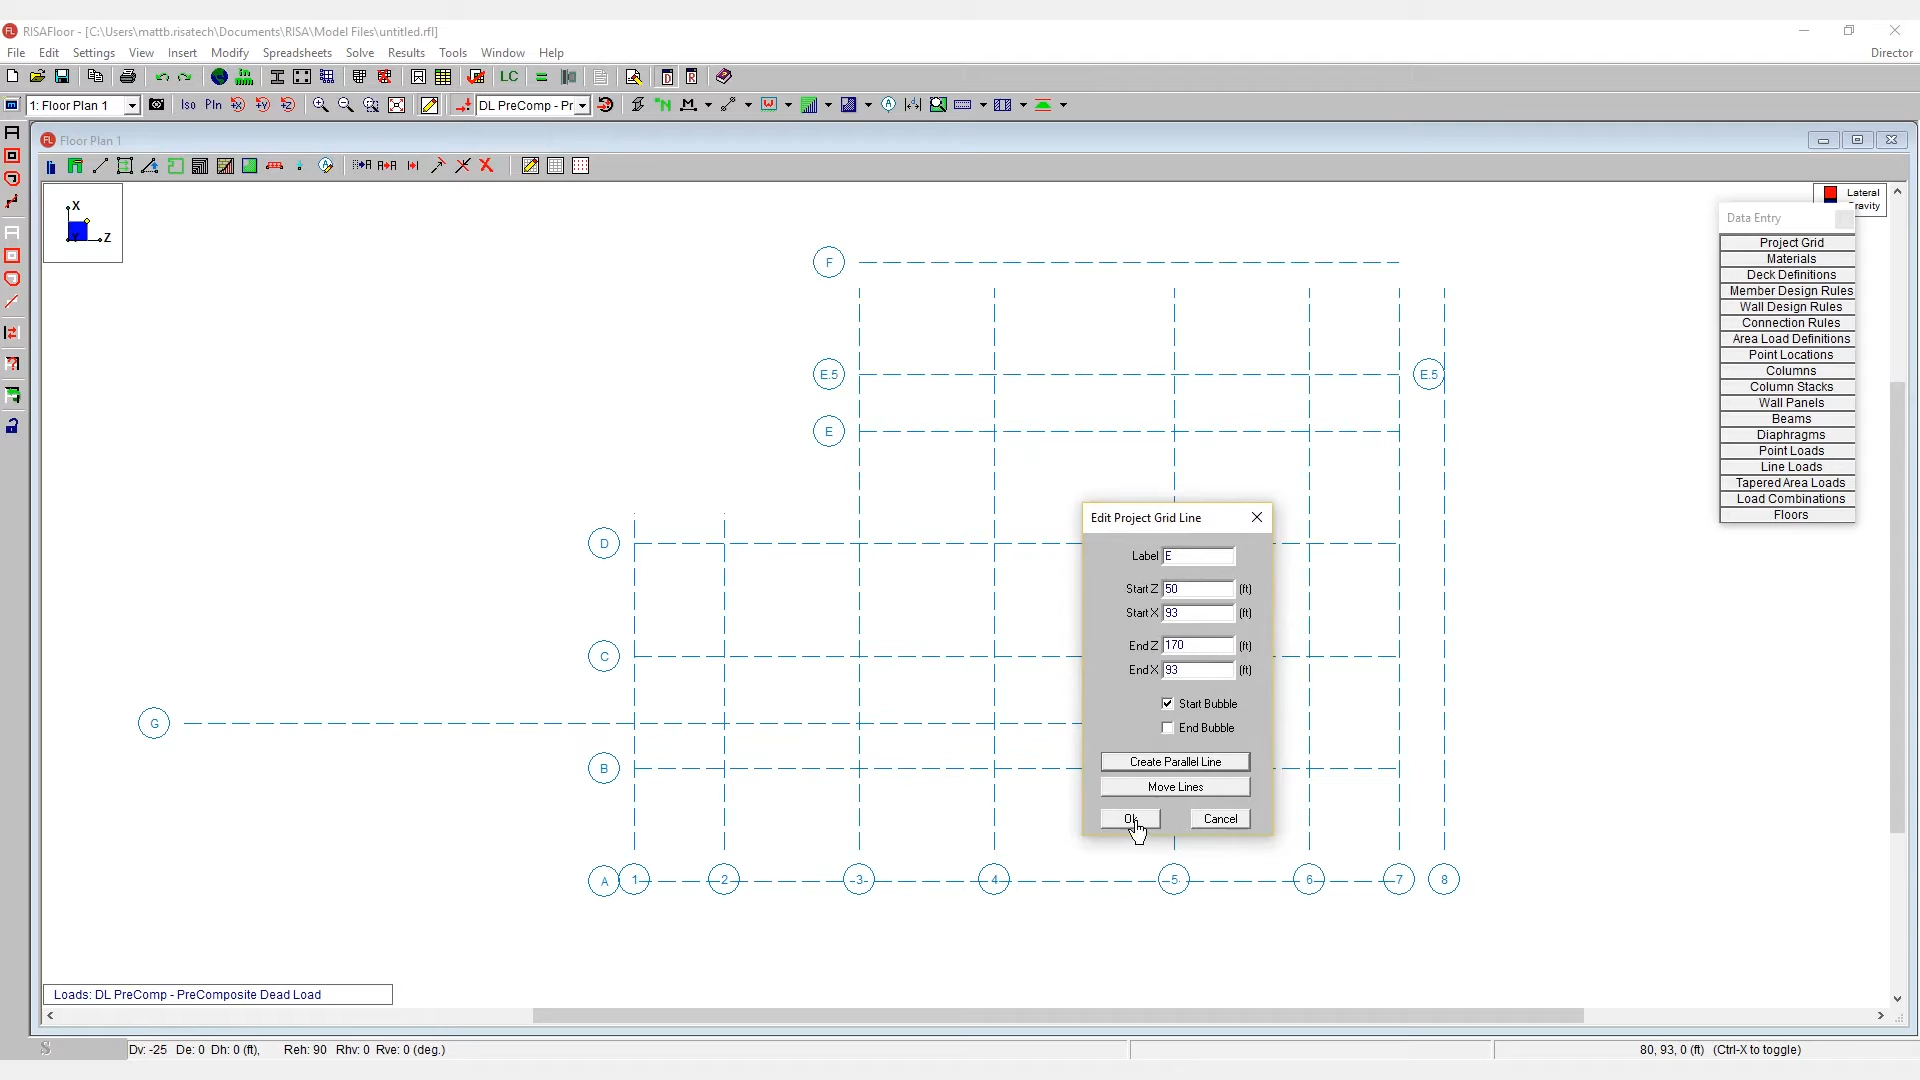 RISAFloor - [C:\Users\mattb.risatech\Documents\RISA\Model Files\untitled.rfl]
File Edit Settings View Insert Modify Spreadsheets Solve Results Tools Window Help Director
LC D R
1: Floor Plan 1 Iso Pln DL PreComp - Pr
Floor Plan 1
X
Y Z
Lateral
Data Entry
Project Grid
Materials
Deck Definitions
Member Design Rules
Wall Design Rules
Connection Rules
Area Load Definitions
Point Locations
Columns
Column Stacks
Wall Panels
Beams
Diaphragms
Point Loads
Line Loads
Tapered Area Loads
Load Combinations
Floors
F
E.5 E.5
E
D
C
G
B
A 1 2 3 4 5 6 7 8
Edit Project Grid Line
Label E
Start Z 50 (ft)
Start X 93 (ft)
End Z 170 (ft)
End X 93 (ft)
Start Bubble
End Bubble
Create Parallel Line
Move Lines
Ok Cancel
Loads: DL PreComp - PreComposite Dead Load
S Dv: -25 De: 0 Dh: 0 (ft), Reh: 90 Rhv: 0 Rve: 0 (deg.) 80, 93, 0 (ft) (Ctrl-X to toggle)